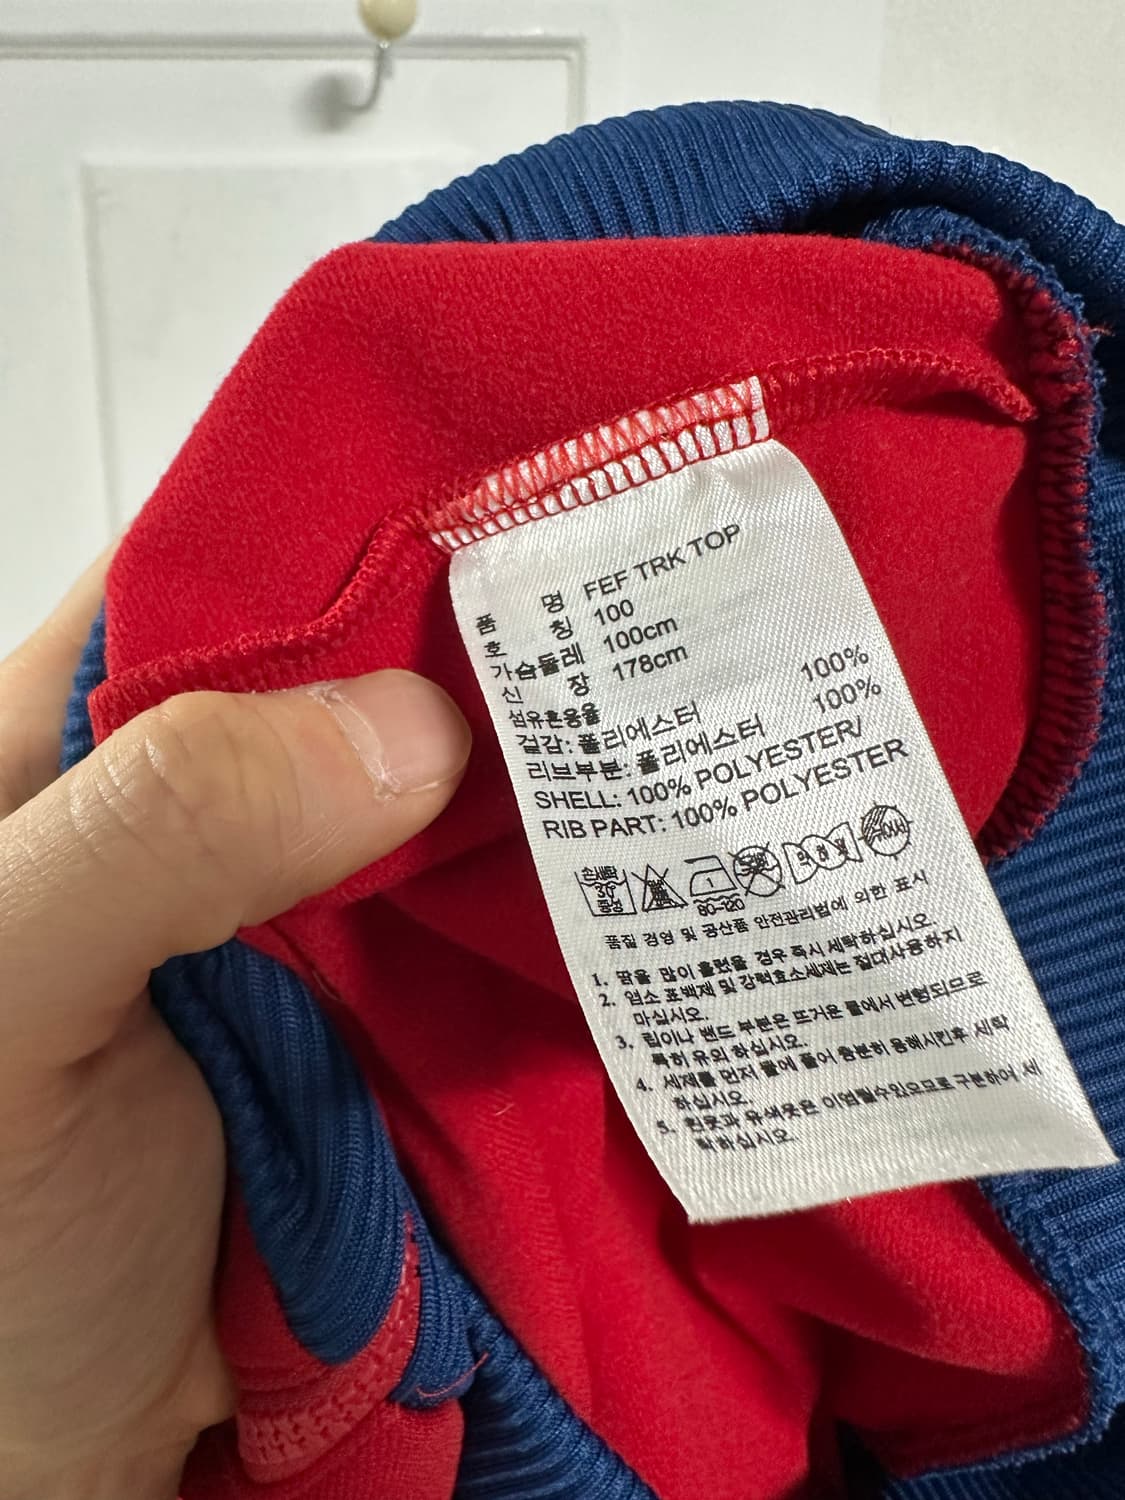 품 명 FEF TRK TOP
호 칭 100
가슴둘레 100cm
신 장 178cm
섬유혼용율
겉감: 폴리에스터 100%
리브부분: 폴리에스터 100%
SHELL: 100% POLYESTER/
RIB PART: 100% POLYESTER
손세탁 30° 중성
80~120
품질 경영 및 공산품 안전관리법에 의한 표시
1. 땀을 많이 흘렸을 경우 즉시 세탁하십시오.
2. 염소 표백제 및 강력효소세제는 절대사용하지
마십시오.
3. 립이나 밴드 부분은 뜨거운 물에서 변형되므로
특히 유의 하십시오.
4. 세제를 먼저 물에 풀어 충분히 용해시킨후 세탁
하십시오.
5. 흰옷과 유색옷은 이염될수있으므로 구분하여 세
탁하십시오.